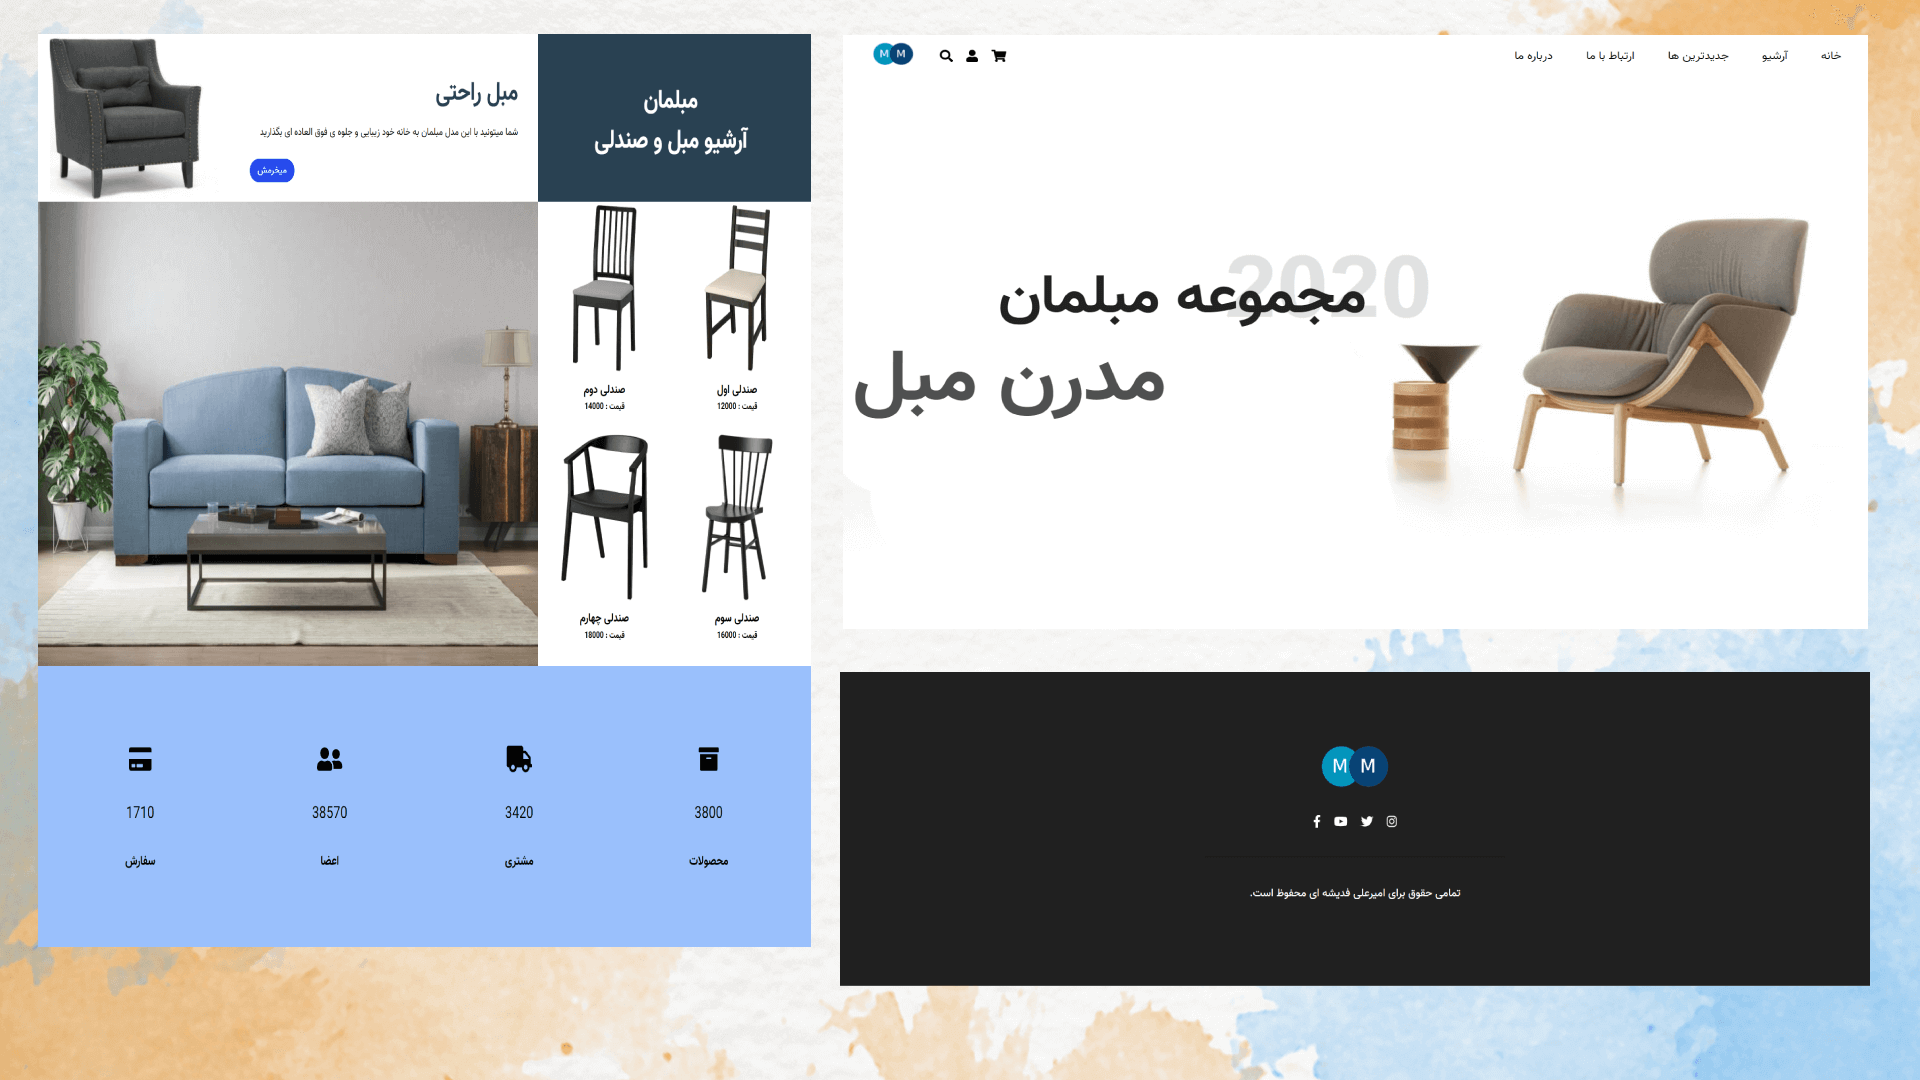 خانه
آرشیو
جدیدترین ها
ارتباط با ما
درباره ما
M M
2020
مجموعه مبلمان
مدرن مبل
مبلمان
آرشیو مبل و صندلی
مبل راحتی
شما میتونید با این مدل مبلمان به خانه خود زیبایی و جلوه ی فوق العاده ای بگذارید
میخرمش
صندلی اول
قیمت : 12000
صندلی دوم
قیمت : 14000
صندلی سوم
قیمت : 16000
صندلی چهارم
قیمت : 18000
3800
محصولات
3420
مشتری
38570
اعضا
1710
سفارش
M M
تمامی حقوق برای امیرعلی فدیشه ای محفوظ است.